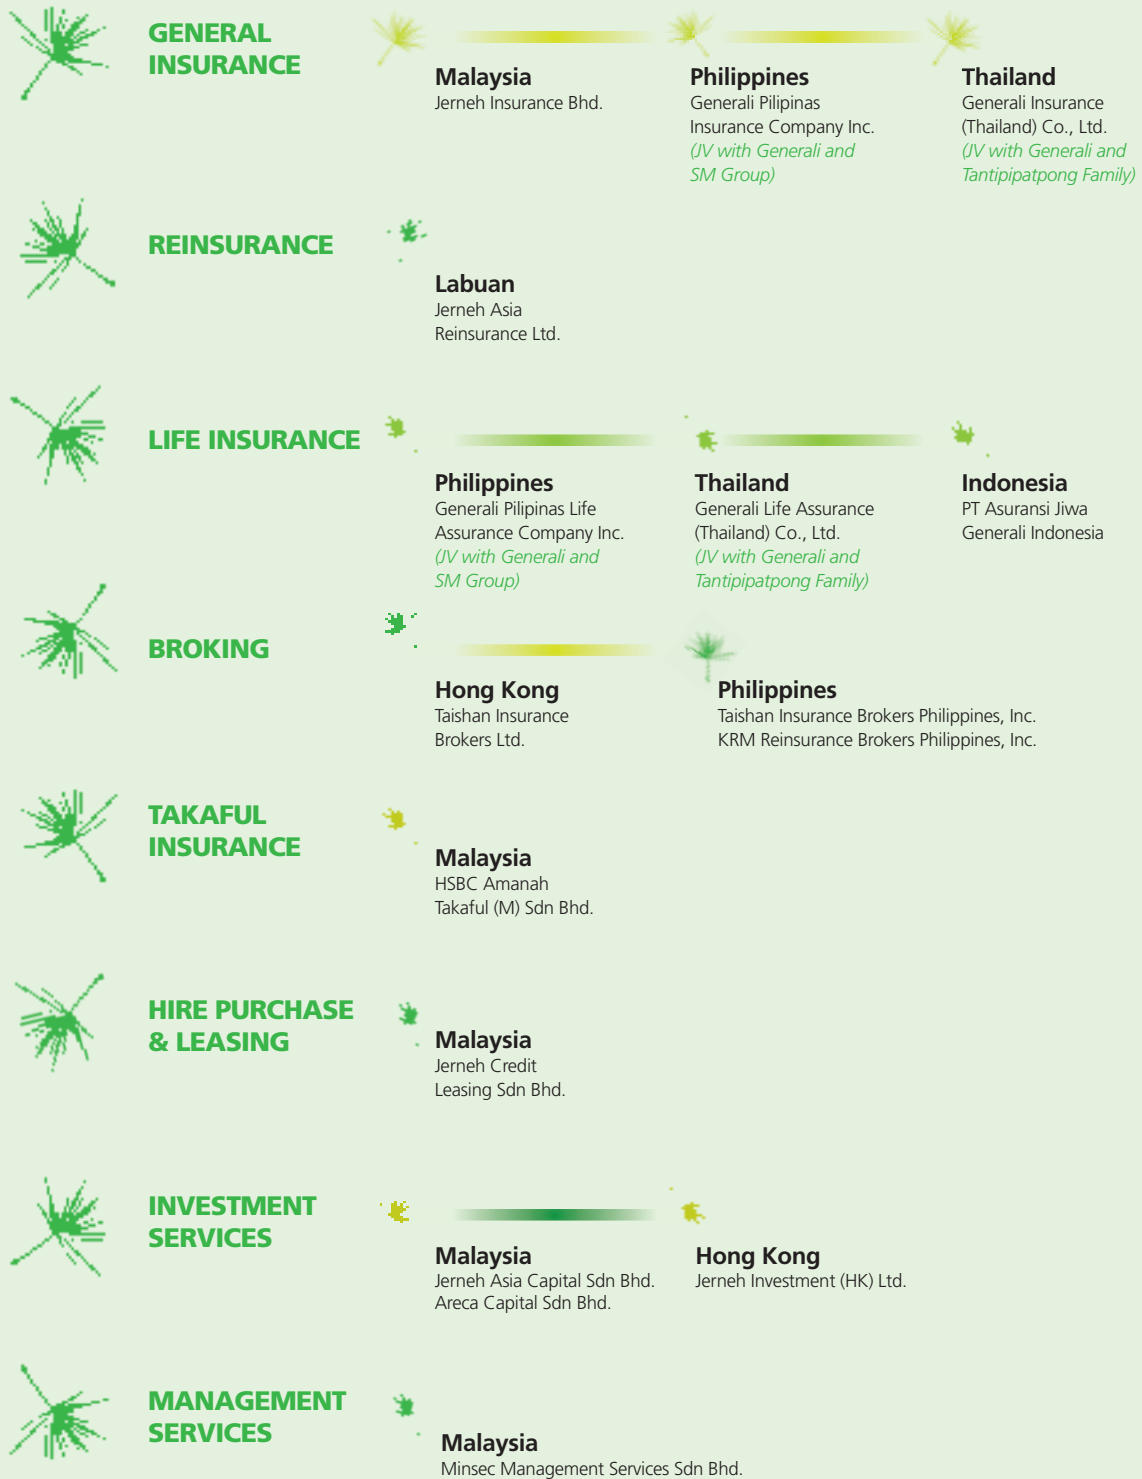 GENERAL
INSURANCE
Malaysia
Jerneh Insurance Bhd.
Philippines
Generali Pilipinas
Insurance Company Inc.
(JV with Generali and
SM Group)
Thailand
Generali Insurance
(Thailand) Co., Ltd.
(JV with Generali and
Tantipipatpong Family)
REINSURANCE
Labuan
Jerneh Asia
Reinsurance Ltd.
LIFE INSURANCE
Philippines
Generali Pilipinas Life
Assurance Company Inc.
(JV with Generali and
SM Group)
Thailand
Generali Life Assurance
(Thailand) Co., Ltd.
(JV with Generali and
Tantipipatpong Family)
Indonesia
PT Asuransi Jiwa
Generali Indonesia
BROKING
Hong Kong
Taishan Insurance
Brokers Ltd.
Philippines
Taishan Insurance Brokers Philippines, Inc.
KRM Reinsurance Brokers Philippines, Inc.
TAKAFUL
INSURANCE
Malaysia
HSBC Amanah
Takaful (M) Sdn Bhd.
HIRE PURCHASE
& LEASING
Malaysia
Jerneh Credit
Leasing Sdn Bhd.
INVESTMENT
SERVICES
Malaysia
Jerneh Asia Capital Sdn Bhd.
Areca Capital Sdn Bhd.
Hong Kong
Jerneh Investment (HK) Ltd.
MANAGEMENT
SERVICES
Malaysia
Minsec Management Services Sdn Bhd.